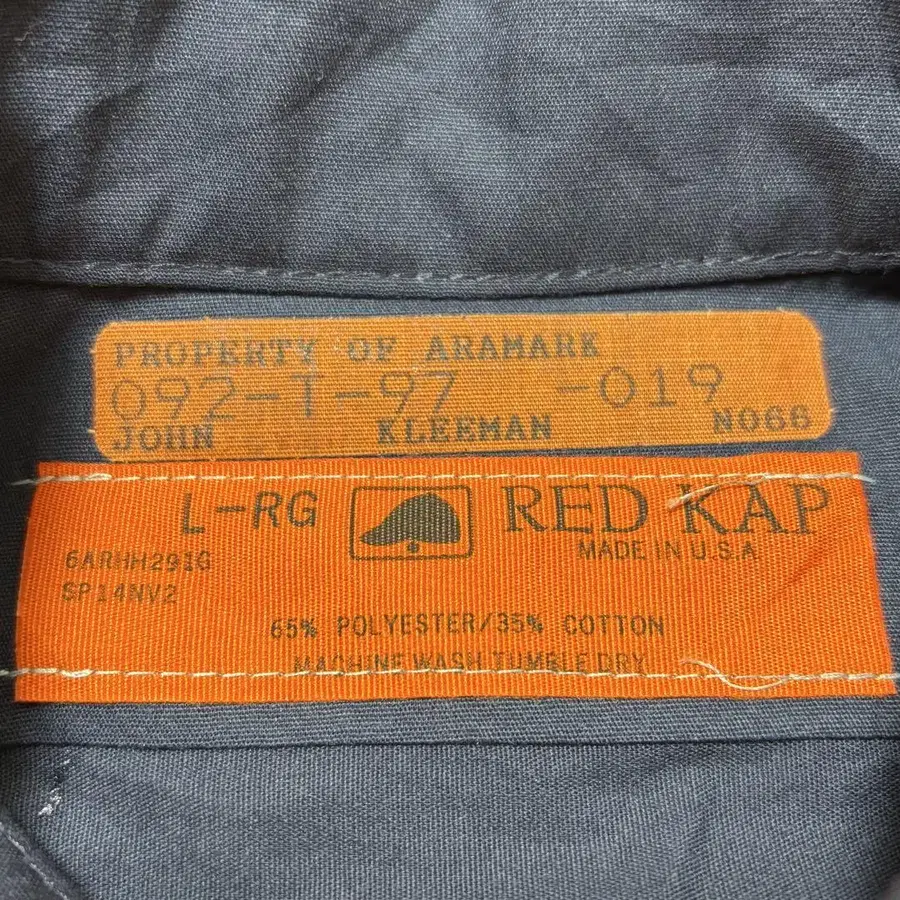 PROPERTY OF ARAMARK
092-T-97 -019
JOHN KLEEMAN N066
L-RG RED KAP
MADE IN U.S.A
6ARHH291G
SP14NV2
65% POLYESTER/35% COTTON
MACHINE WASH TUMBLE DRY